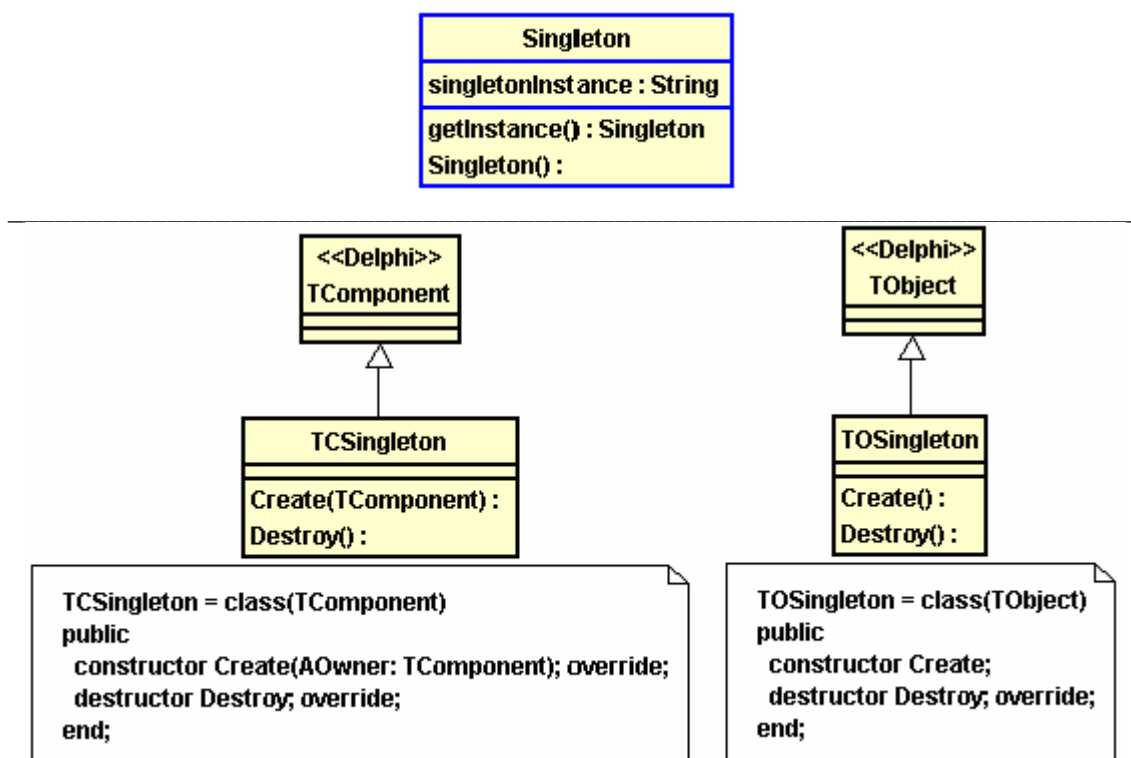 Singleton
singletonInstance : String
getInstance() : Singleton
Singleton() :
<<Delphi>>
TComponent
TCSingleton
Create(TComponent) :
Destroy() :
TCSingleton = class(TComponent)
public
constructor Create(AOwner: TComponent); override;
destructor Destroy; override;
end;
<<Delphi>>
TObject
TOSingleton
Create() :
Destroy() :
TOSingleton = class(TObject)
public
constructor Create;
destructor Destroy; override;
end;